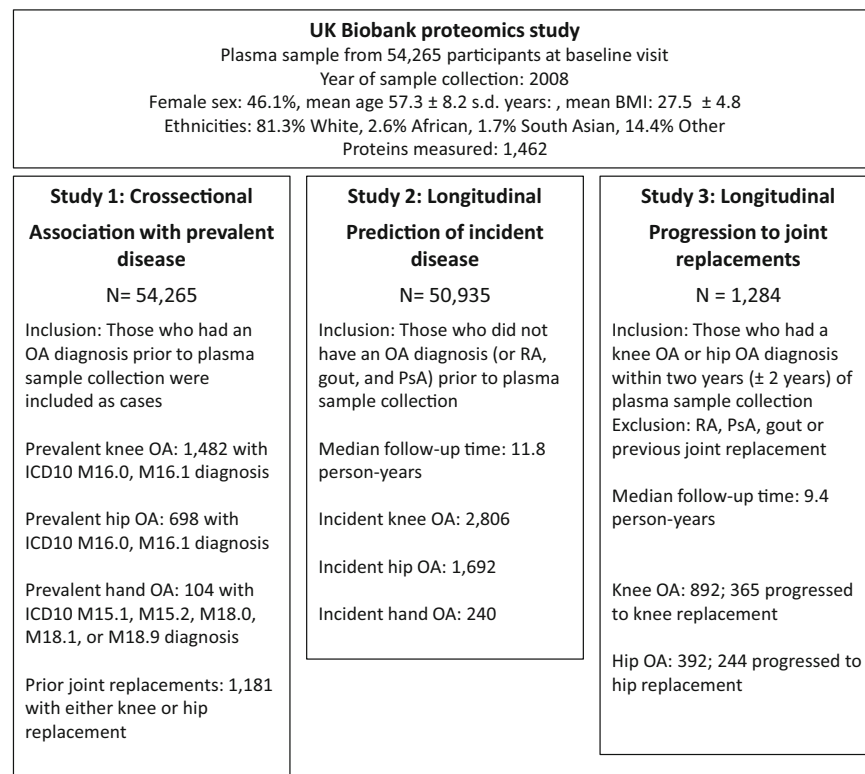 UK Biobank proteomics study
Plasma sample from 54,265 participants at baseline visit
Year of sample collection: 2008
Female sex: 46.1%, mean age 57.3 ± 8.2 s.d. years: , mean BMI: 27.5 ± 4.8
Ethnicities: 81.3% White, 2.6% African, 1.7% South Asian, 14.4% Other
Proteins measured: 1,462
Study 1: Crossectional
Association with prevalent
disease
N= 54,265
Inclusion: Those who had an
OA diagnosis prior to plasma
sample collection were
included as cases
Prevalent knee OA: 1,482 with
ICD10 M16.0, M16.1 diagnosis
Prevalent hip OA: 698 with
ICD10 M16.0, M16.1 diagnosis
Prevalent hand OA: 104 with
ICD10 M15.1, M15.2, M18.0,
M18.1, or M18.9 diagnosis
Prior joint replacements: 1,181
with either knee or hip
replacement
Study 2: Longitudinal
Prediction of incident
disease
N= 50,935
Inclusion: Those who did not
have an OA diagnosis (or RA,
gout, and PsA) prior to plasma
sample collection
Median follow-up time: 11.8
person-years
Incident knee OA: 2,806
Incident hip OA: 1,692
Incident hand OA: 240
Study 3: Longitudinal
Progression to joint
replacements
N = 1,284
Inclusion: Those who had a
knee OA or hip OA diagnosis
within two years (± 2 years) of
plasma sample collection
Exclusion: RA, PsA, gout or
previous joint replacement
Median follow-up time: 9.4
person-years
Knee OA: 892; 365 progressed
to knee replacement
Hip OA: 392; 244 progressed to
hip replacement